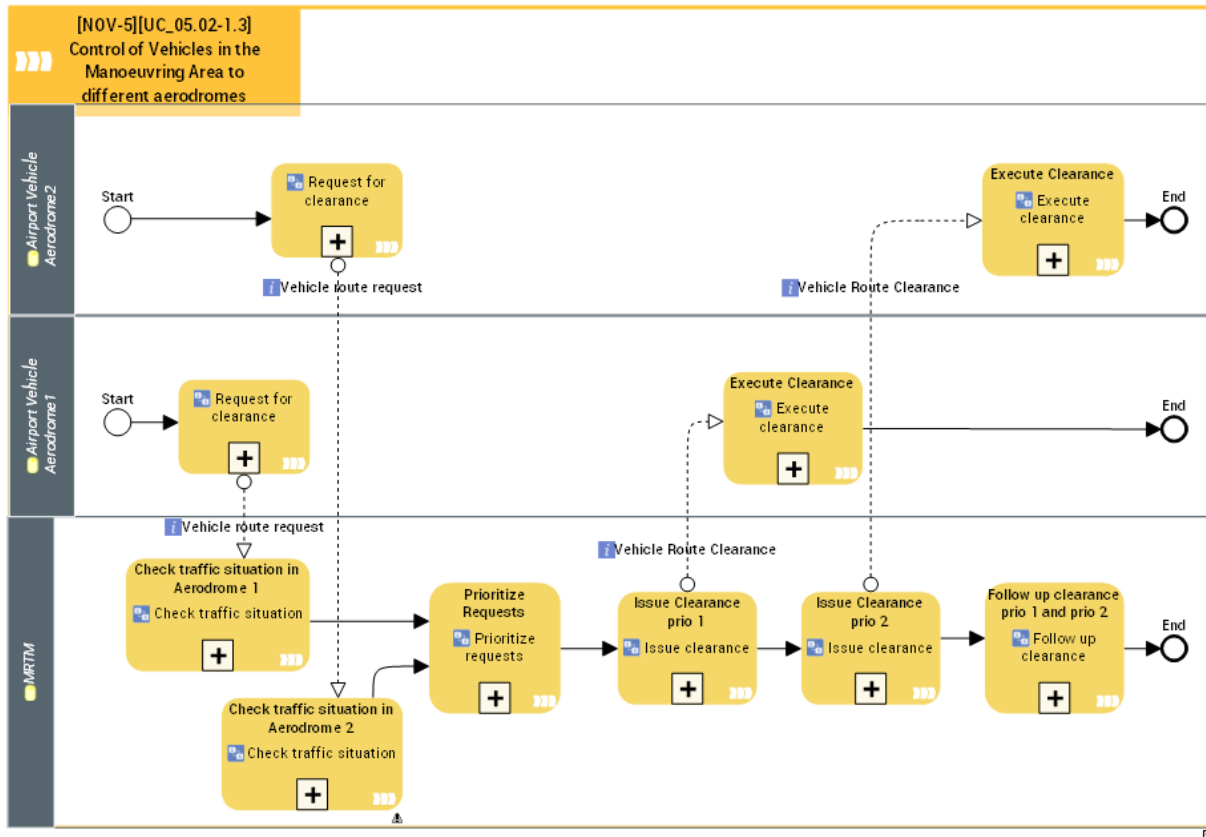 [NOV-5][UC_05.02-1.3]
Control of Vehicles in the
Manoeuvring Area to
different aerodromes
Airport Vehicle
Aerodrome2
Start
Request for
clearance
Vehicle route request
Execute Clearance
Execute
clearance
End
Vehicle Route Clearance
Airport Vehicle
Aerodrome1
Start
Request for
clearance
Vehicle route request
Execute Clearance
Execute
clearance
End
Vehicle Route Clearance
MRTM
Check traffic situation in
Aerodrome 1
Check traffic situation
Check traffic situation in
Aerodrome 2
Check traffic situation
Prioritize
Requests
Prioritize
requests
Issue Clearance
prio 1
Issue clearance
Issue Clearance
prio 2
Issue clearance
Follow up clearance
prio 1 and prio 2
Follow up
clearance
End